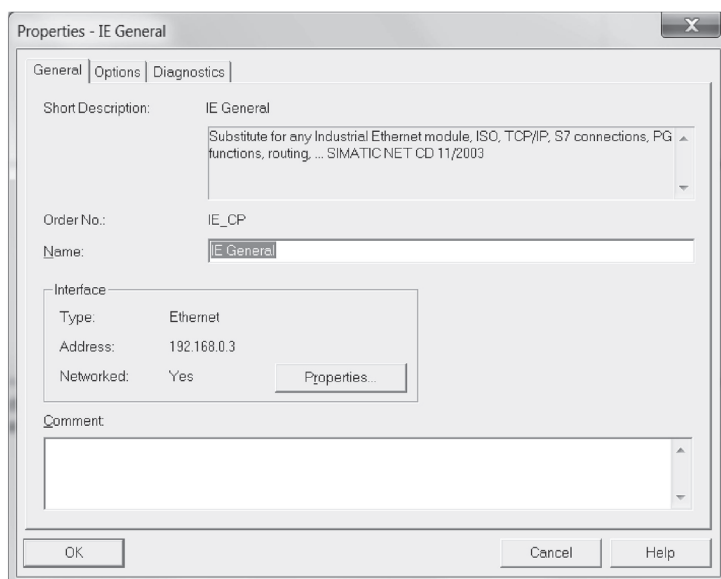 Properties - IE General
X
General Options Diagnostics
Short Description: IE General
Substitute for any Industrial Ethernet module, ISO, TCP/IP, S7 connections, PG
functions, routing, ... SIMATIC NET CD 11/2003
Order No.: IE_CP
Name: IE General
Interface
Type: Ethernet
Address: 192.168.0.3
Networked: Yes Properties...
Comment:
OK Cancel Help